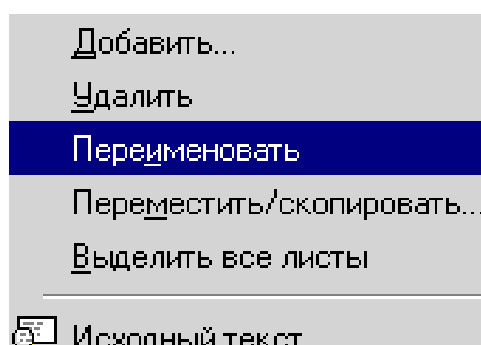 Добавить...
Удалить
Переименовать
Переместить/скопировать...
Выделить все листы
Исходный текст